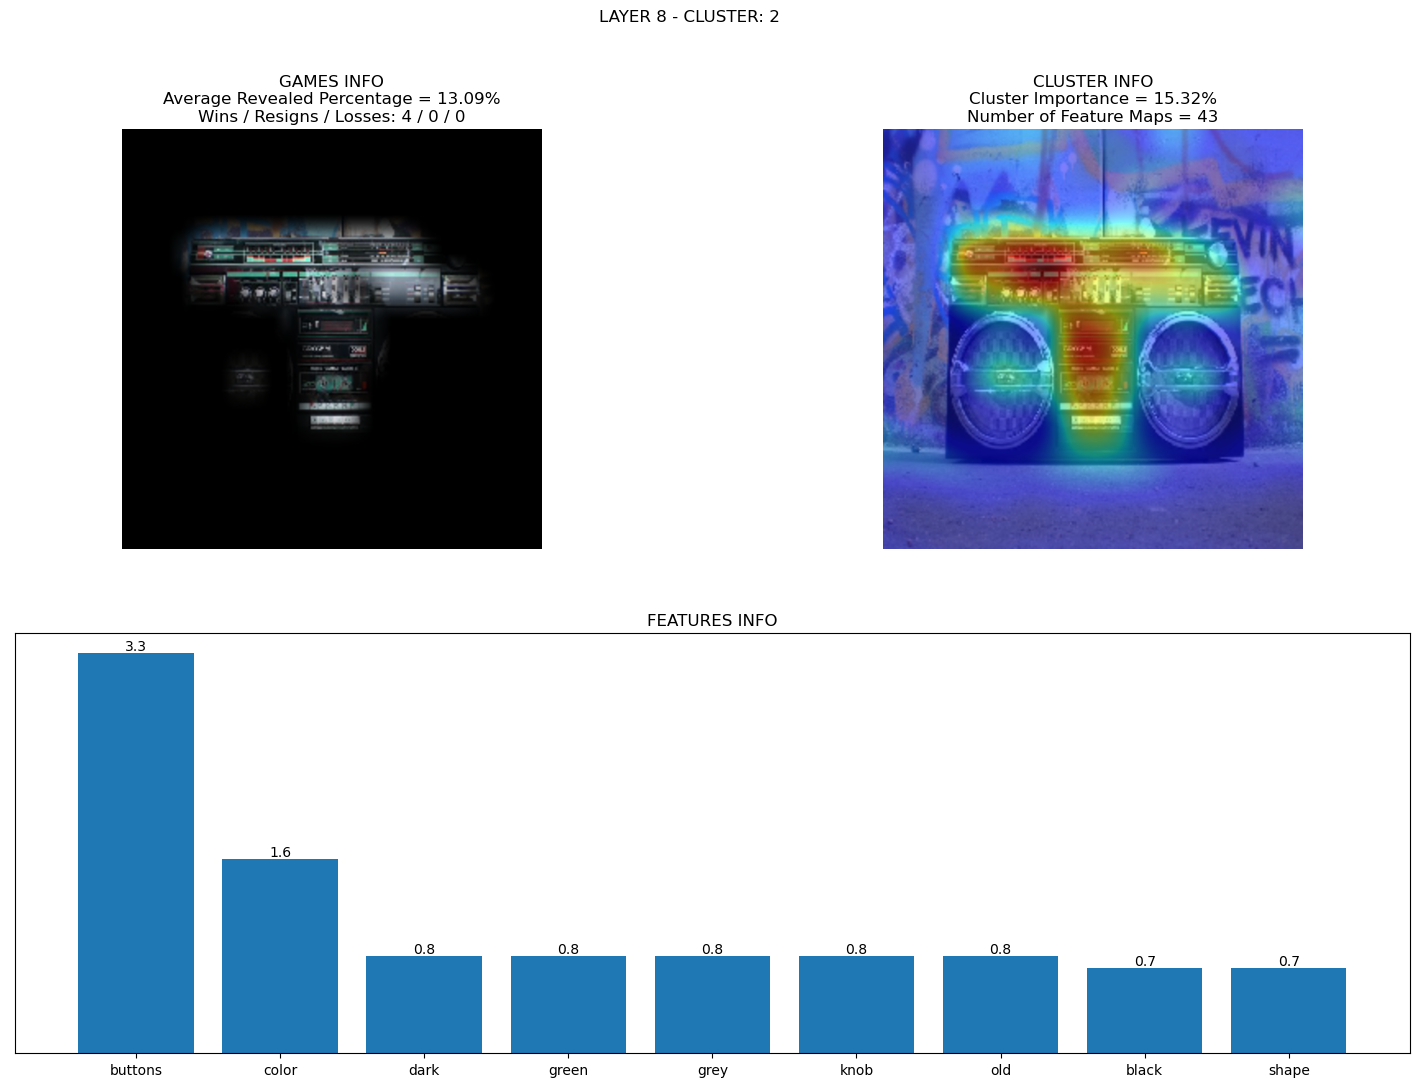 LAYER 8 - CLUSTER: 2
GAMES INFO
Average Revealed Percentage = 13.09%
Wins / Resigns / Losses: 4 / 0 / 0
CLUSTER INFO
Cluster Importance = 15.32%
Number of Feature Maps = 43
EVIN
FEATURES INFO
3.3
1.6
0.8
0.8
0.8
0.8
0.8
0.7
0.7
buttons
color
dark
green
grey
knob
old
black
shape